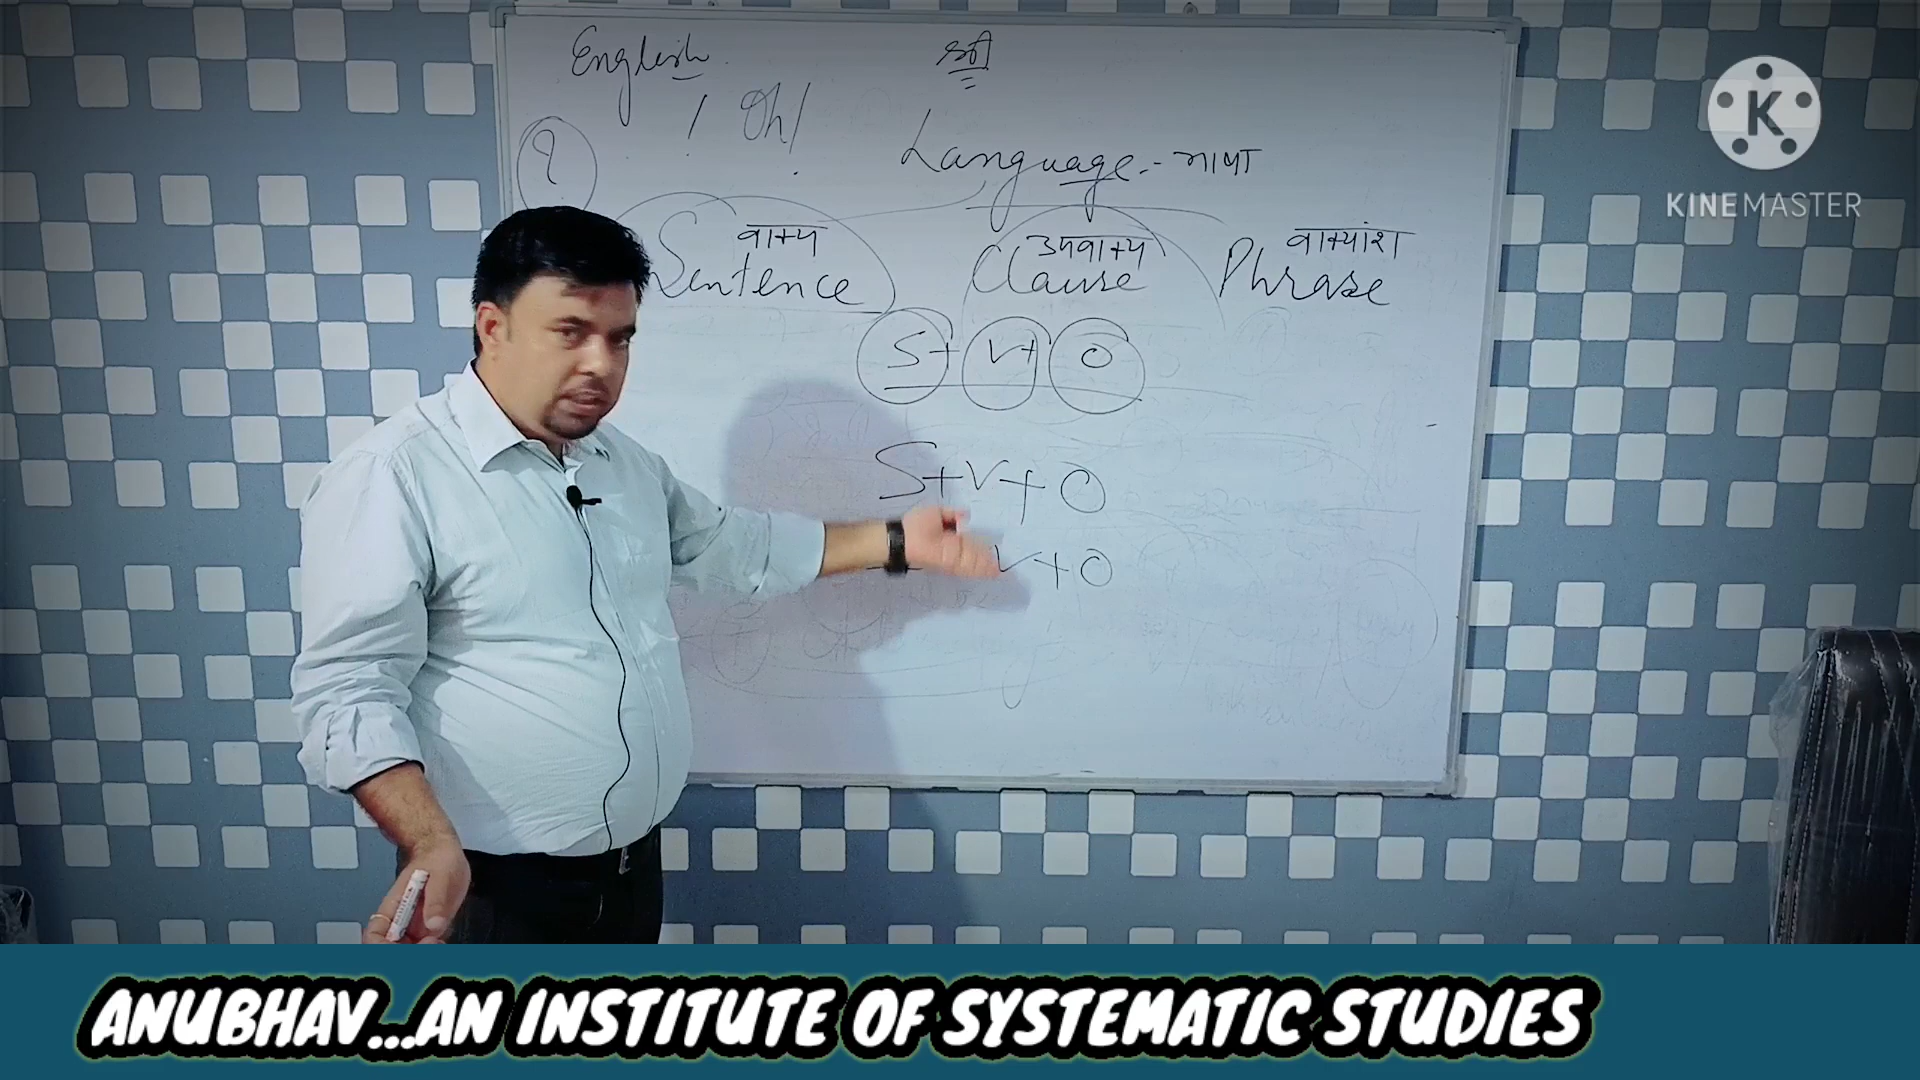 English
श्री
! Oh!
?
Language - भाषा
वाक्य उपवाक्य वाक्यांश
Sentence Clause Phrase
S + V + O
S + V + O
V + O
KINEMASTER
ANUBHAV...AN INSTITUTE OF SYSTEMATIC STUDIES